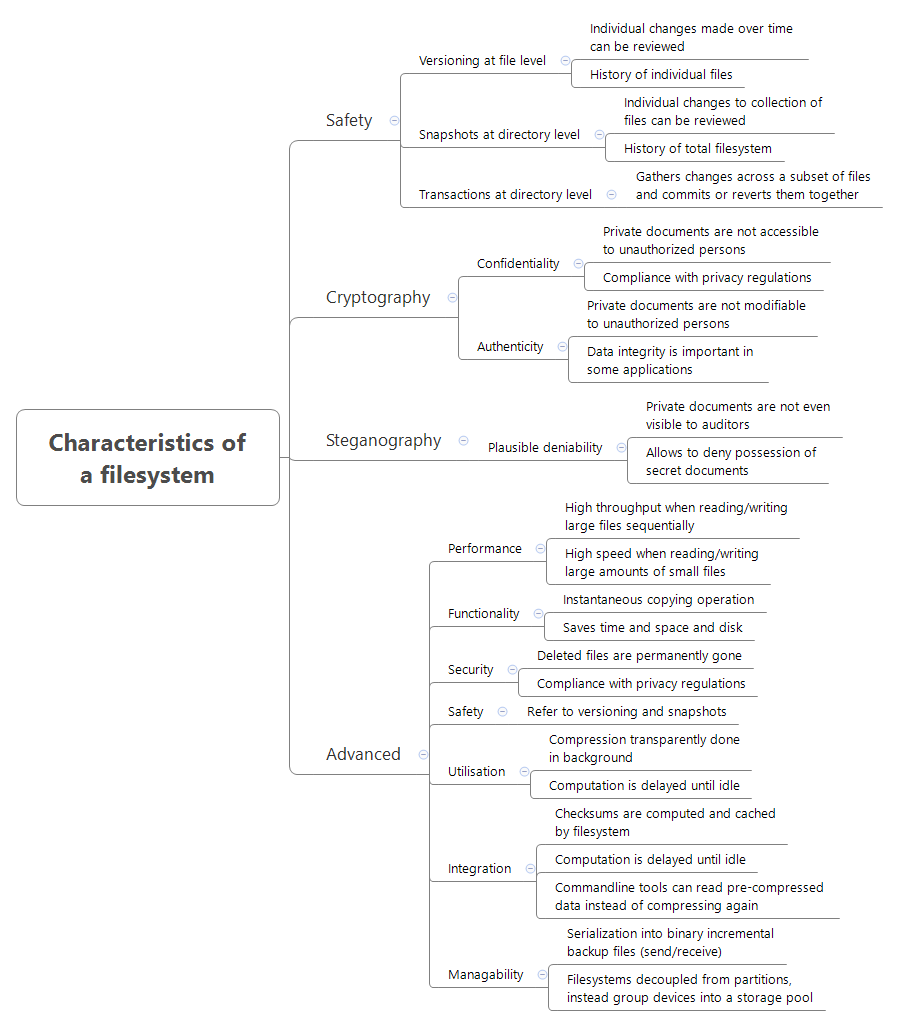 Characteristics of
a filesystem
Safety
Versioning at file level
Individual changes made over time
can be reviewed
History of individual files
Snapshots at directory level
Individual changes to collection of
files can be reviewed
History of total filesystem
Transactions at directory level
Gathers changes across a subset of files
and commits or reverts them together
Cryptography
Confidentiality
Private documents are not accessible
to unauthorized persons
Compliance with privacy regulations
Authenticity
Private documents are not modifiable
to unauthorized persons
Data integrity is important in
some applications
Steganography
Plausible deniability
Private documents are not even
visible to auditors
Allows to deny possession of
secret documents
Advanced
Performance
High throughput when reading/writing
large files sequentially
High speed when reading/writing
large amounts of small files
Functionality
Instantaneous copying operation
Saves time and space and disk
Security
Deleted files are permanently gone
Compliance with privacy regulations
Safety
Refer to versioning and snapshots
Utilisation
Compression transparently done
in background
Computation is delayed until idle
Integration
Checksums are computed and cached
by filesystem
Computation is delayed until idle
Commandline tools can read pre-compressed
data instead of compressing again
Managability
Serialization into binary incremental
backup files (send/receive)
Filesystems decoupled from partitions,
instead group devices into a storage pool